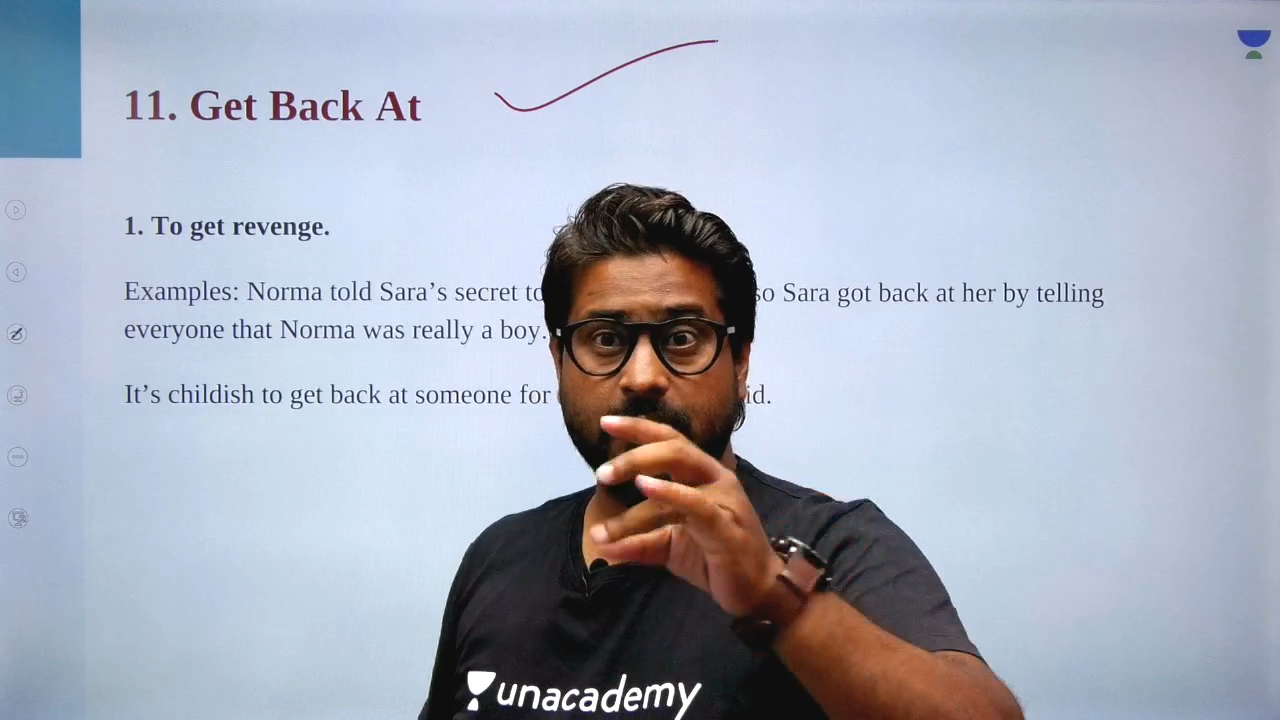 11. Get Back At
1. To get revenge.
Examples: Norma told Sara’s secret to so Sara got back at her by telling
everyone that Norma was really a boy.
It’s childish to get back at someone for
unacademy